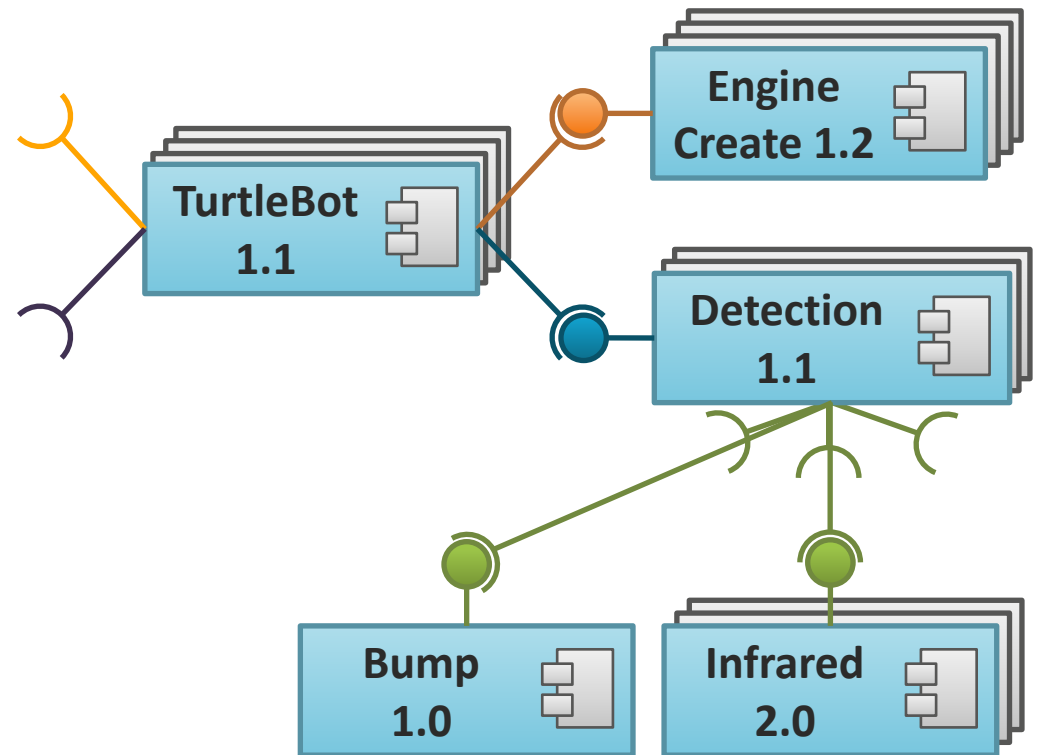 Engine
Create 1.2
TurtleBot
1.1
Detection
1.1
Bump
1.0
Infrared
2.0